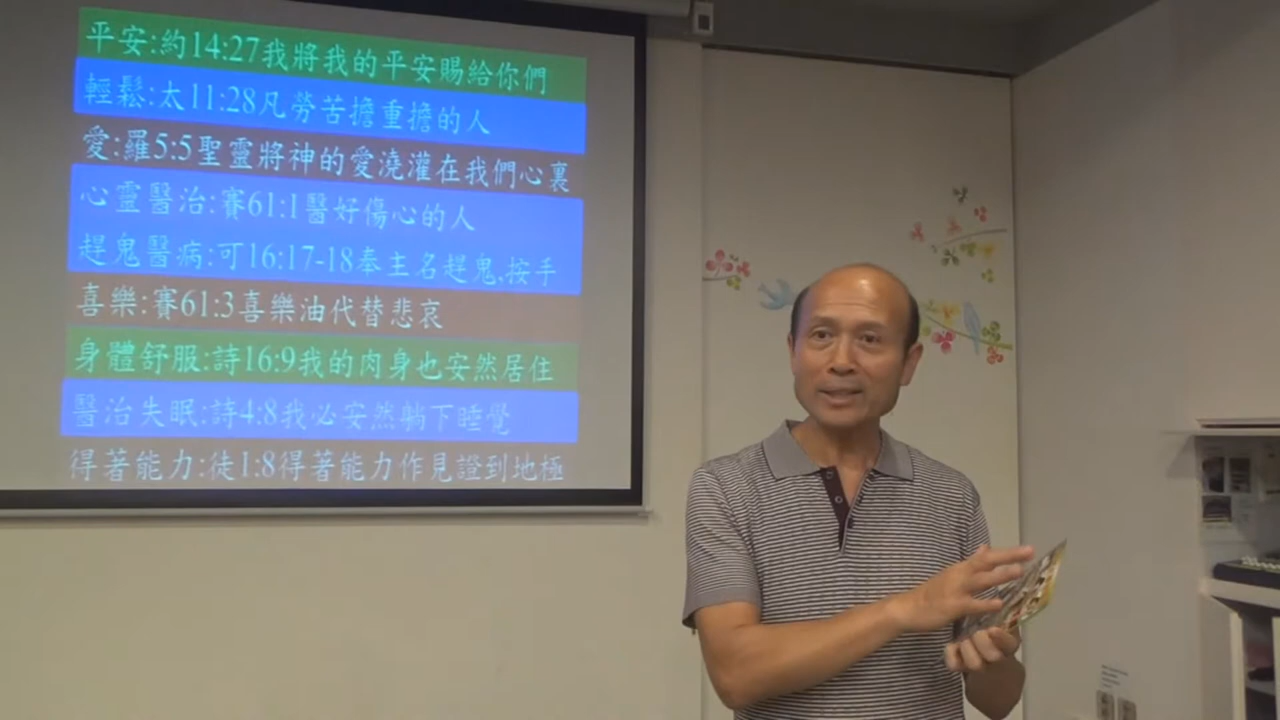 平安:約14:27我將我的平安賜給你們
輕鬆:太11:28凡勞苦擔重擔的人
愛:羅5:5聖靈將神的愛澆灌在我們心裏
心靈醫治:賽61:1醫好傷心的人
趕鬼醫病:可16:17-18奉主名趕鬼,按手
喜樂:賽61:3喜樂油代替悲哀
身體舒服:詩16:9我的肉身也安然居住
醫治失眠:詩4:8我必安然躺下睡覺
得著能力:徒1:8得著能力作見證到地極